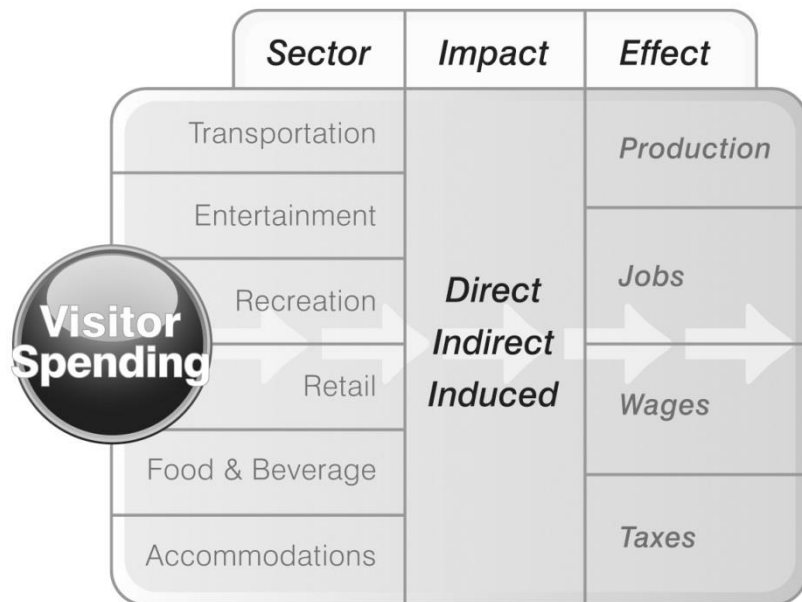 Sector Impact Effect
Transportation
Entertainment
Recreation
Retail
Food & Beverage
Accommodations
Visitor
Spending
Direct
Indirect
Induced
Production
Jobs
Wages
Taxes